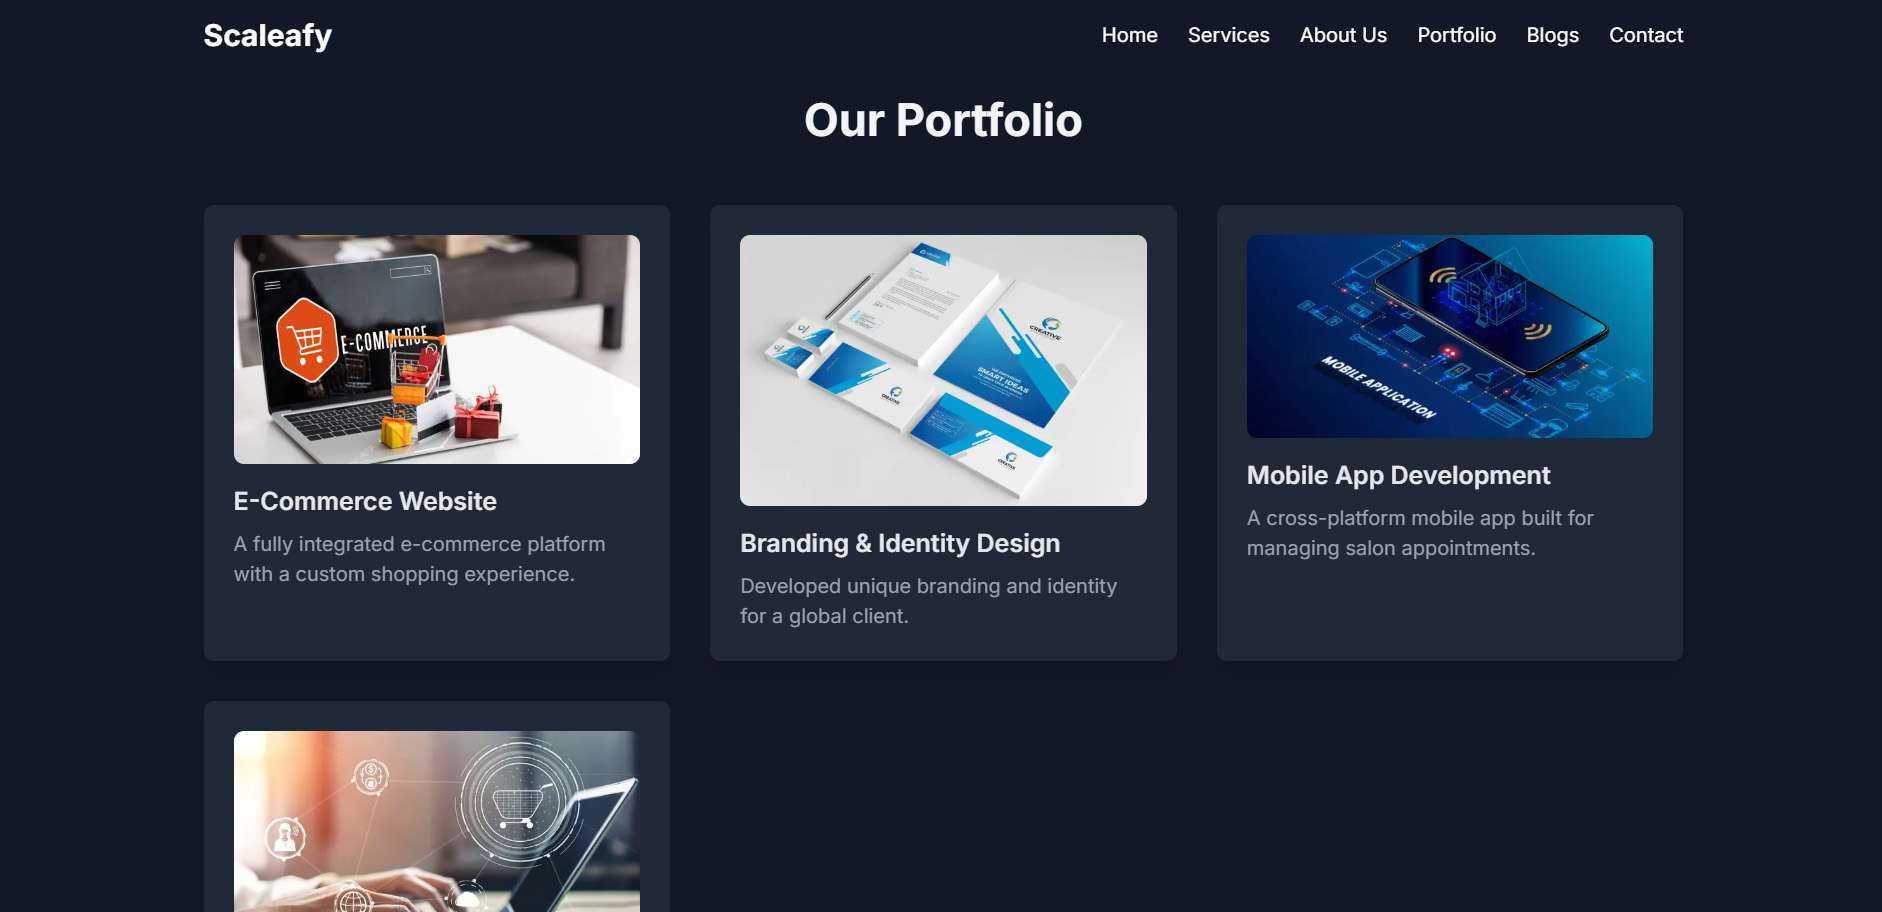 Scaleafy
Home Services About Us Portfolio Blogs Contact
Our Portfolio
E-COMMERCE
E-Commerce Website
A fully integrated e-commerce platform
with a custom shopping experience.
CREATIVE
SMART IDEAS
CREATIVE
CREATIVE
Branding & Identity Design
Developed unique branding and identity
for a global client.
MOBILE APPLICATION
Mobile App Development
A cross-platform mobile app built for
managing salon appointments.